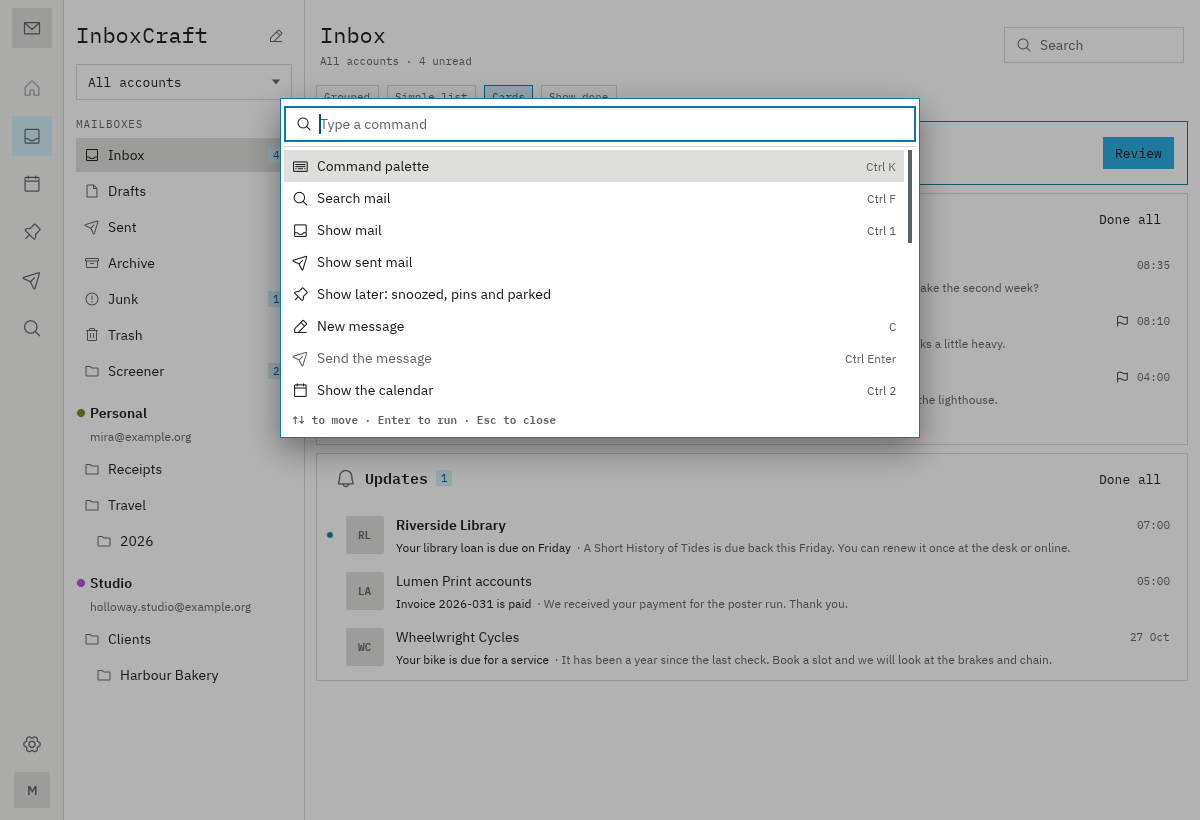 InboxCraft
All accounts
MAILBOXES
Inbox 4
Drafts
Sent
Archive
Junk 1
Trash
Screener 2
Personal
mira@example.org
Receipts
Travel
2026
Studio
holloway.studio@example.org
Clients
Harbour Bakery
M
Inbox
All accounts · 4 unread
Search
Grouped Simple list Cards Show done
Review
Type a command
Command palette Ctrl K
Search mail Ctrl F
Show mail Ctrl 1
Show sent mail
Show later: snoozed, pins and parked
New message C
Send the message Ctrl Enter
Show the calendar Ctrl 2
↑↓ to move · Enter to run · Esc to close
Done all
08:35
the second week?
08:10
a little heavy.
04:00
the lighthouse.
Updates 1 Done all
RL Riverside Library 07:00
Your library loan is due on Friday · A Short History of Tides is due back this Friday. You can renew it once at the desk or online.
LA Lumen Print accounts 05:00
Invoice 2026-031 is paid · We received your payment for the poster run. Thank you.
WC Wheelwright Cycles 27 Oct
Your bike is due for a service · It has been a year since the last check. Book a slot and we will look at the brakes and chain.